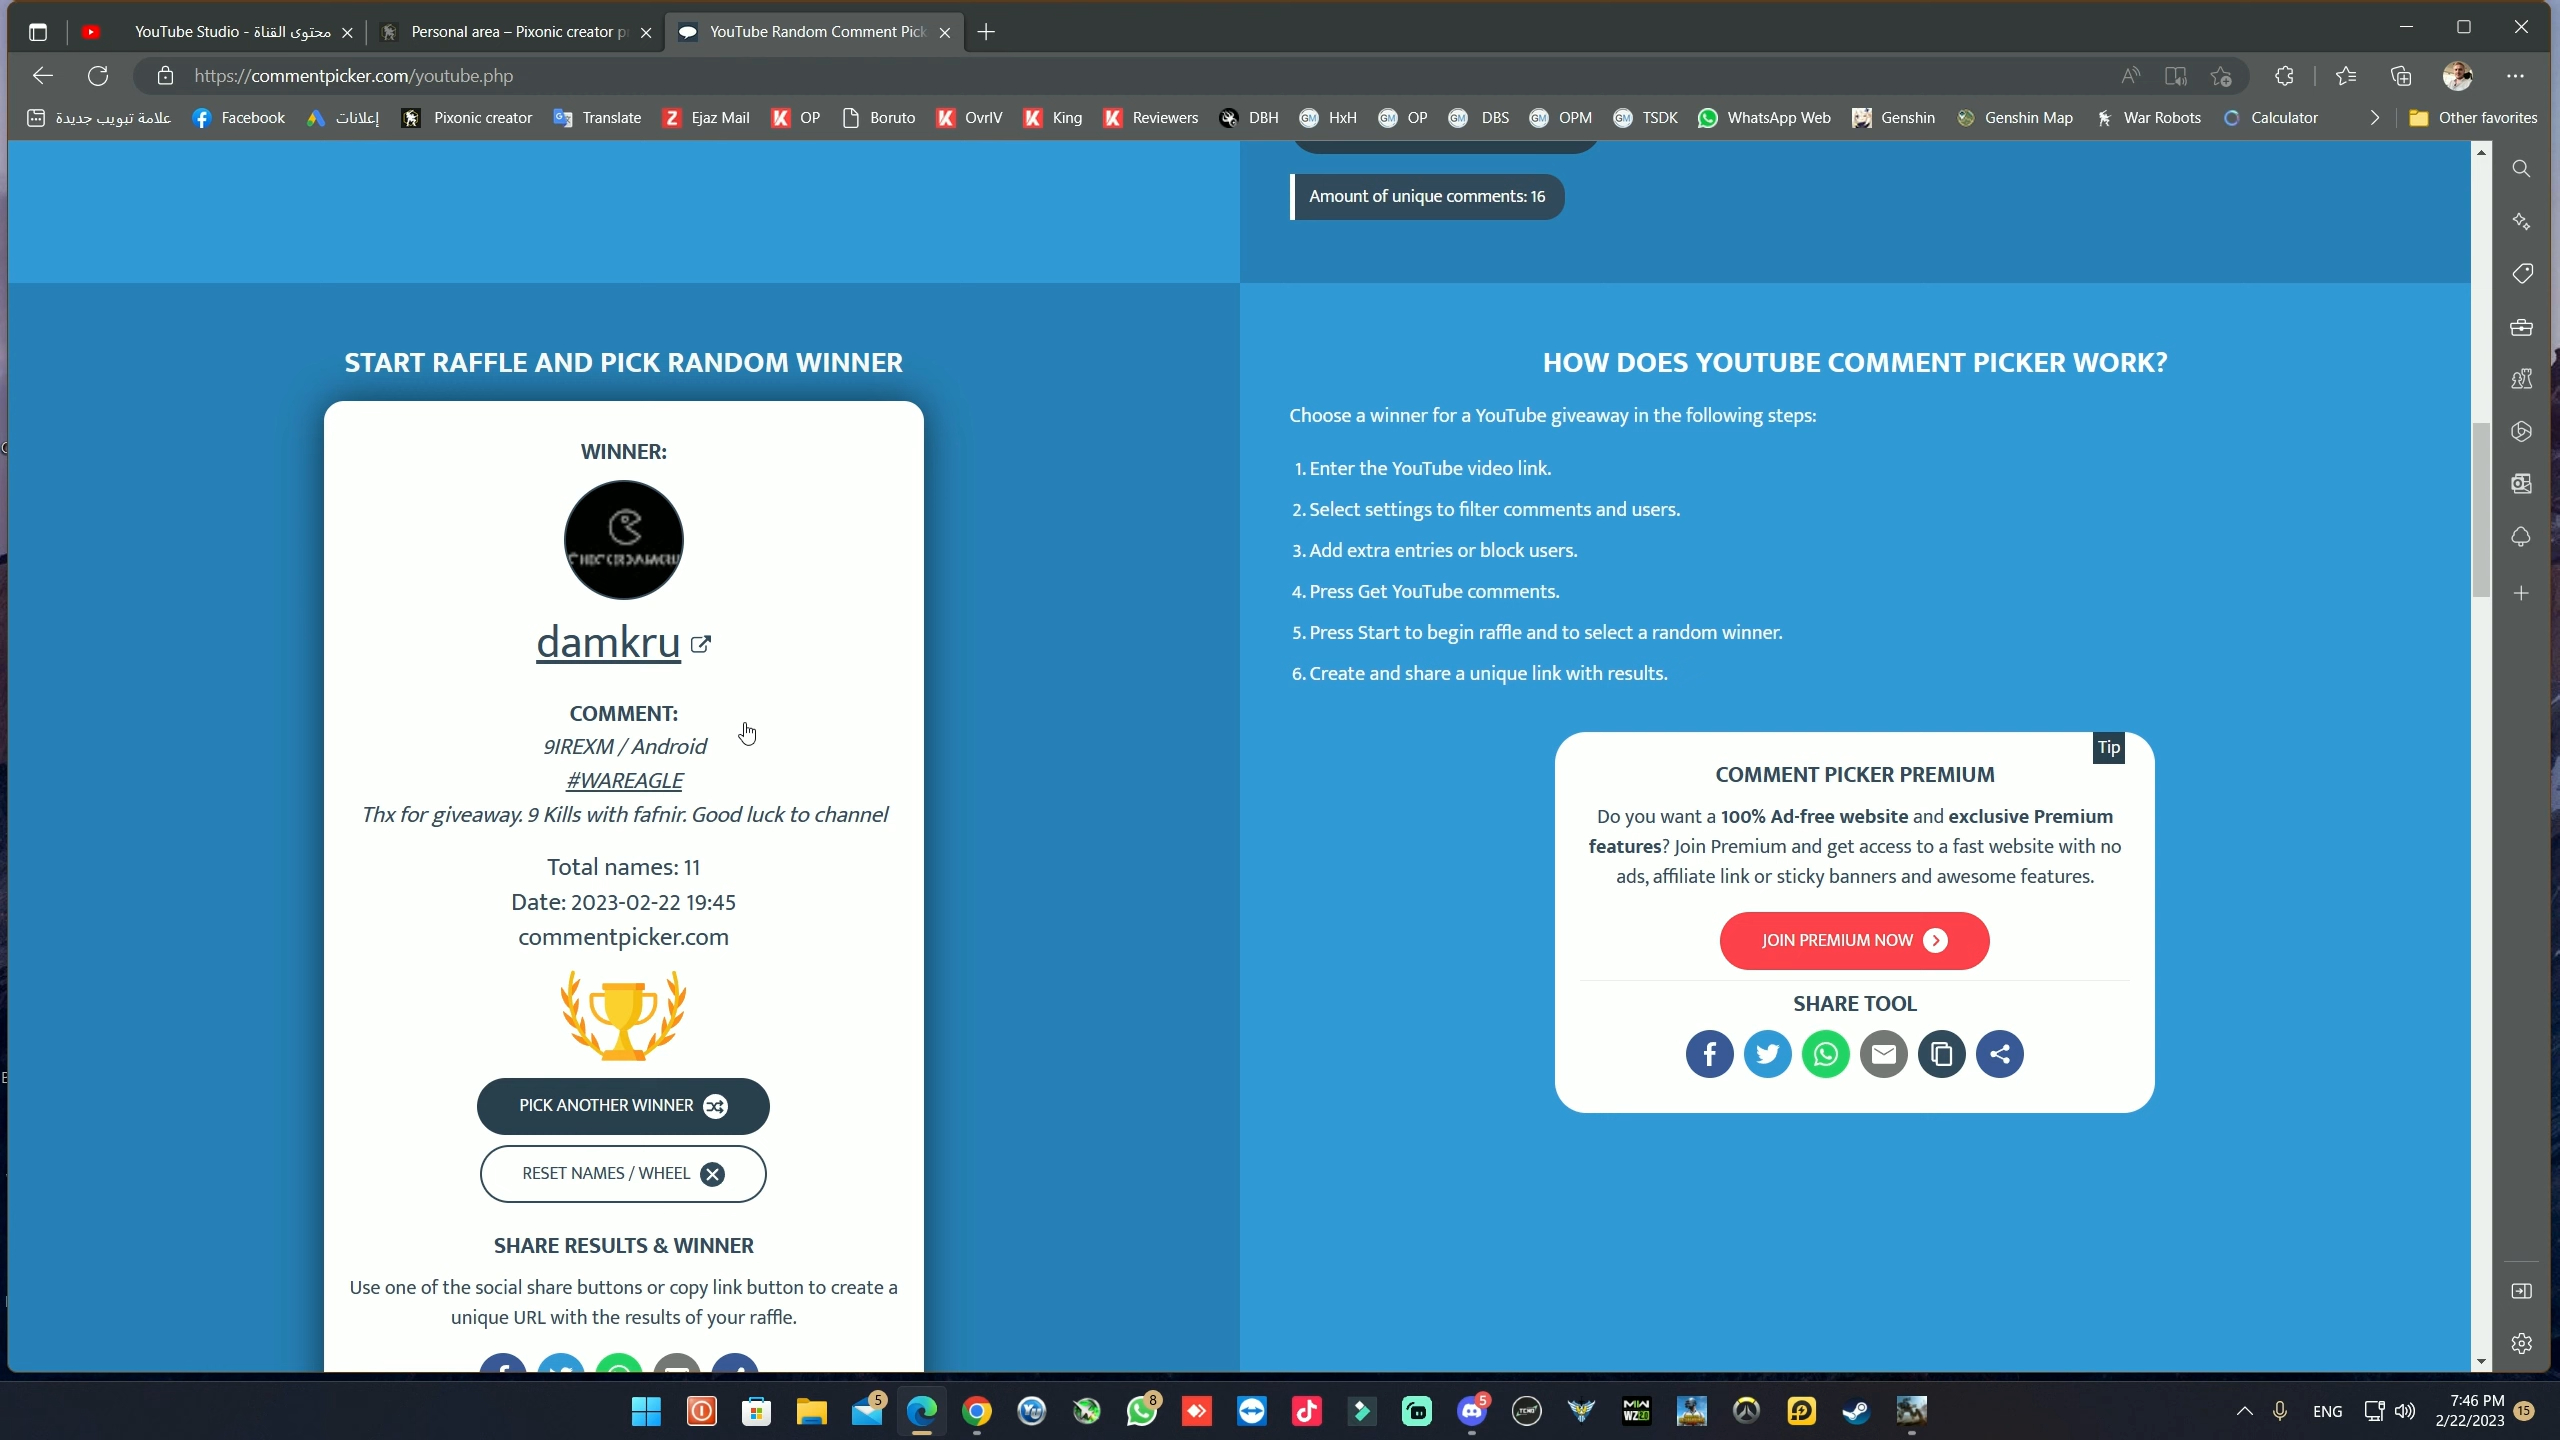 YouTube Studio - محتوى القناة
Personal area – Pixonic creator p
YouTube Random Comment Pick
https://commentpicker.com/youtube.php
علامة تبويب جديدة
Facebook
إعلانات
Pixonic creator
Translate
Ejaz Mail
OP
Boruto
OvrlV
King
Reviewers
DBH
HxH
OP
DBS
OPM
TSDK
WhatsApp Web
Genshin
Genshin Map
War Robots
Calculator
Other favorites
Amount of unique comments: 16
START RAFFLE AND PICK RANDOM WINNER
WINNER:
damkru
COMMENT:
9IREXM / Android
#WAREAGLE
Thx for giveaway. 9 Kills with fafnir. Good luck to channel
Total names: 11
Date: 2023-02-22 19:45
commentpicker.com
PICK ANOTHER WINNER
RESET NAMES / WHEEL
SHARE RESULTS & WINNER
Use one of the social share buttons or copy link button to create a
unique URL with the results of your raffle.
HOW DOES YOUTUBE COMMENT PICKER WORK?
Choose a winner for a YouTube giveaway in the following steps:
1. Enter the YouTube video link.
2. Select settings to filter comments and users.
3. Add extra entries or block users.
4. Press Get YouTube comments.
5. Press Start to begin raffle and to select a random winner.
6. Create and share a unique link with results.
Tip
COMMENT PICKER PREMIUM
Do you want a 100% Ad-free website and exclusive Premium
features? Join Premium and get access to a fast website with no
ads, affiliate link or sticky banners and awesome features.
JOIN PREMIUM NOW
SHARE TOOL
5
8
5
ENG
7:46 PM
2/22/2023
15